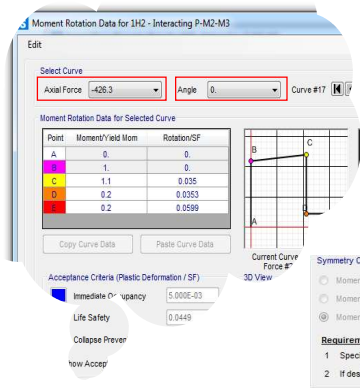 Moment Rotation Data for 1H2 - Interacting P-M2-M3
Edit
Select Curve
Axial Force -426.3 Angle 0. Curve #17
Moment Rotation Data for Selected Curve
Point Moment/Yield Mom Rotation/SF
A 0. 0.
B 1. 0.
C 1.1 0.035
D 0.2 0.0353
E 0.2 0.0599
Copy Curve Data Paste Curve Data
B C
A
Current Curve
Force #
3D View
Acceptance Criteria (Plastic Deformation / SF)
Immediate Occupancy 5.000E-03
Life Safety 0.0449
Collapse Preven
how Accep
Symmetry C
Momen
Momen
Momen
Requirem
1 Speci
2 If des